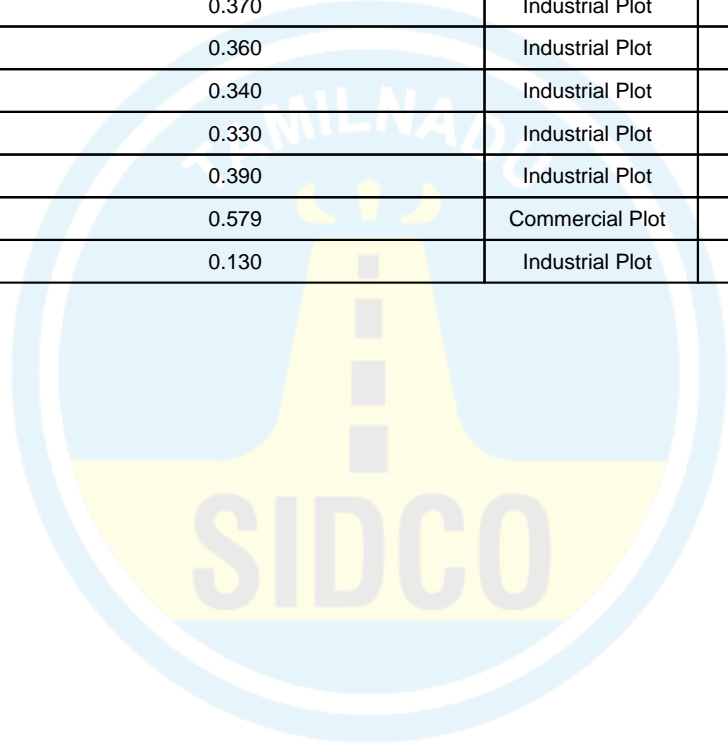 0.370 Industrial Plot
0.360 Industrial Plot
0.340 Industrial Plot
0.330 Industrial Plot
0.390 Industrial Plot
0.579 Commercial Plot
0.130 Industrial Plot
TAMILNADU
SIDCO